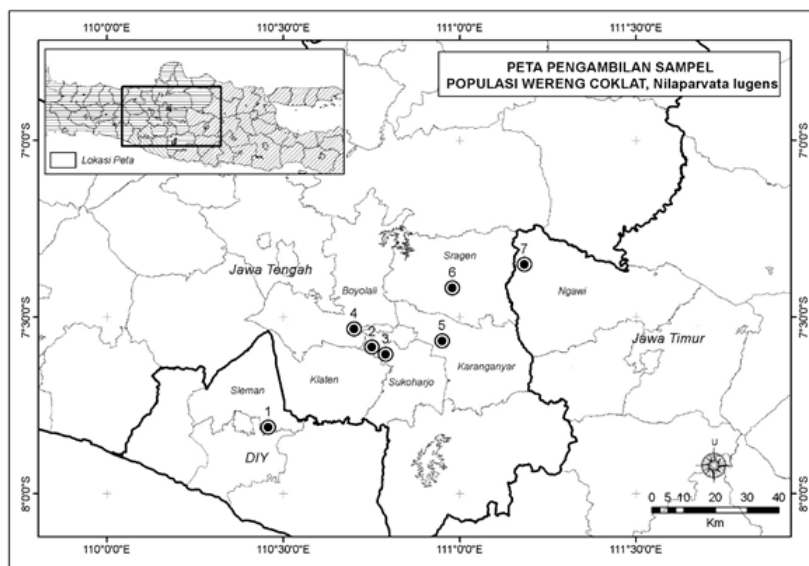 110°0'0"E
110°30'0"E
111°0'0"E
111°30'0"E
PETA PENGAMBILAN SAMPEL
POPULASI WERENG COKLAT, Nilaparvata lugens
Lokasi Peta
7°0'0"S
7°0'0"S
Sragen
7
Jawa Tengah
6
Ngawi
Boyolali
7°30'0"S
4
2
3
5
7°30'0"S
Jawa Timur
Sleman
Klaten
Sukoharjo
Karanganyar
1
DIY
U
8°0'0"S
8°0'0"S
0 5 10 20 30 40
Km
110°0'0"E
110°30'0"E
111°0'0"E
111°30'0"E